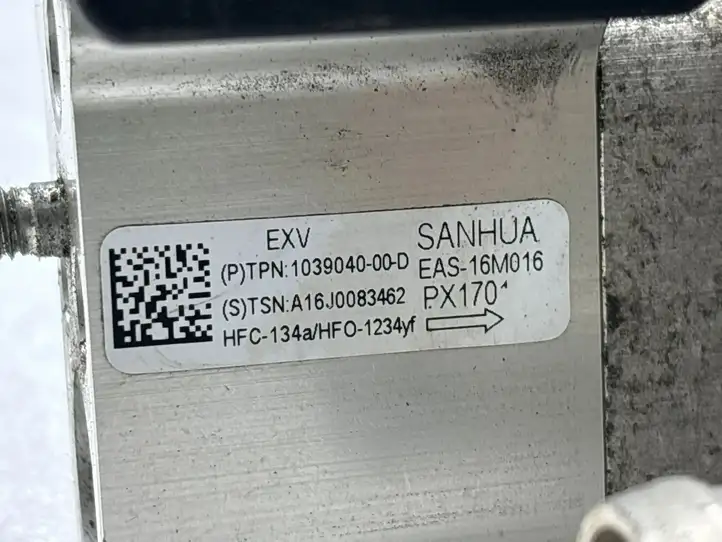 EXV
(P)TPN:1039040-00-D
(S)TSN:A16J0083462
HFC-134a/HFO-1234yf
SANHUA
EAS-16M016
PX170